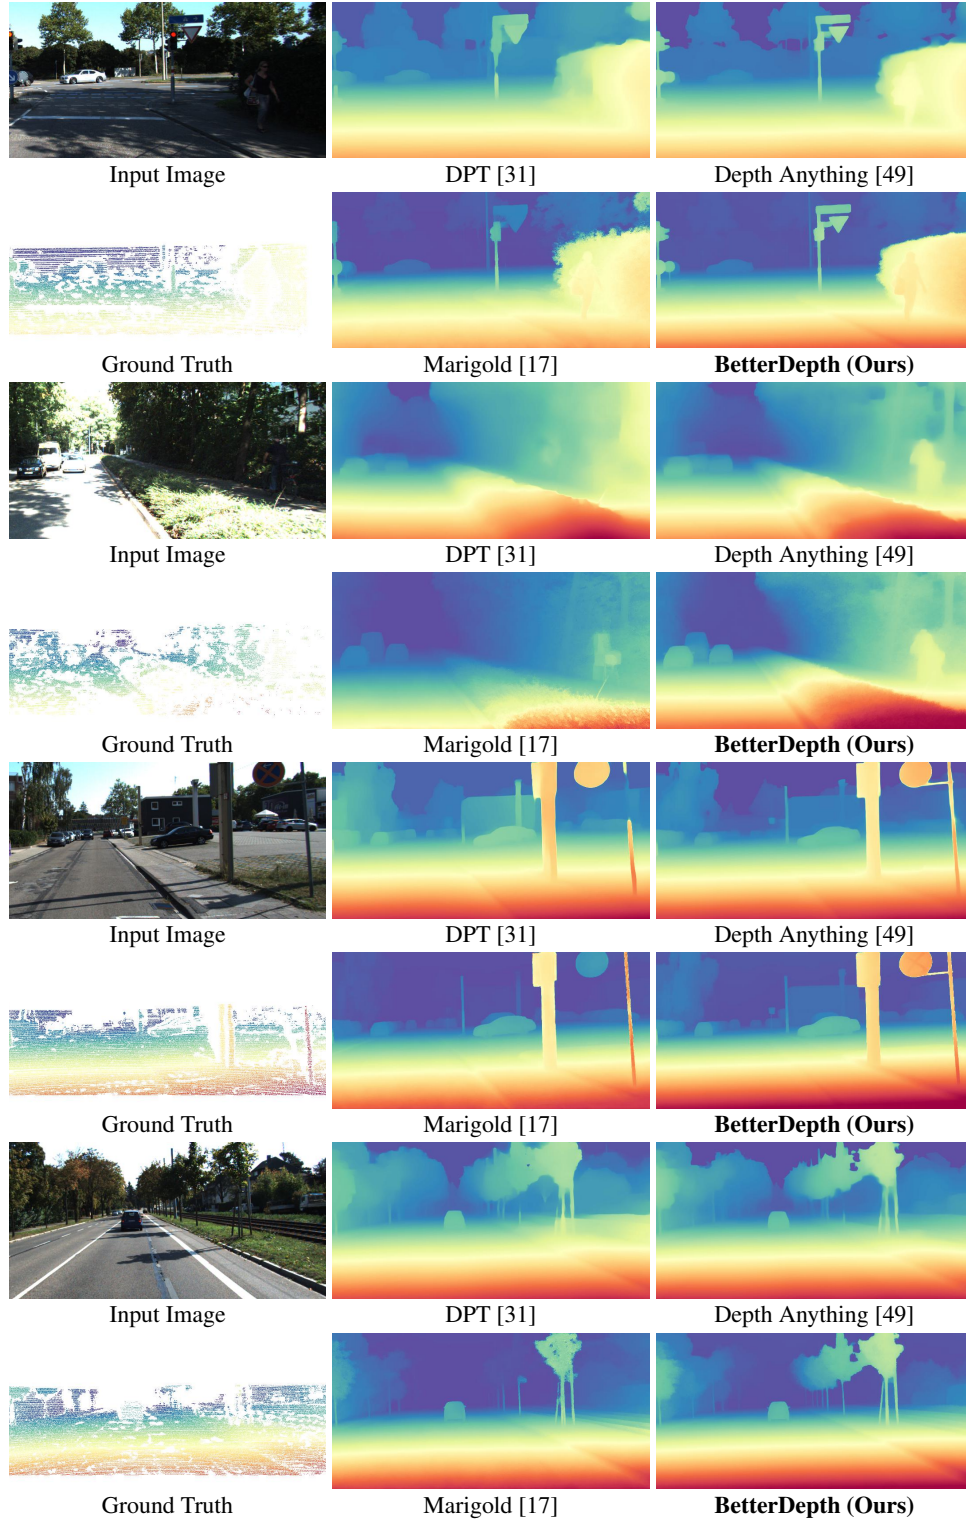 Input Image
DPT [31]
Depth Anything [49]
Ground Truth
Marigold [17]
BetterDepth (Ours)
Input Image
DPT [31]
Depth Anything [49]
Ground Truth
Marigold [17]
BetterDepth (Ours)
Input Image
DPT [31]
Depth Anything [49]
Ground Truth
Marigold [17]
BetterDepth (Ours)
Input Image
DPT [31]
Depth Anything [49]
Ground Truth
Marigold [17]
BetterDepth (Ours)